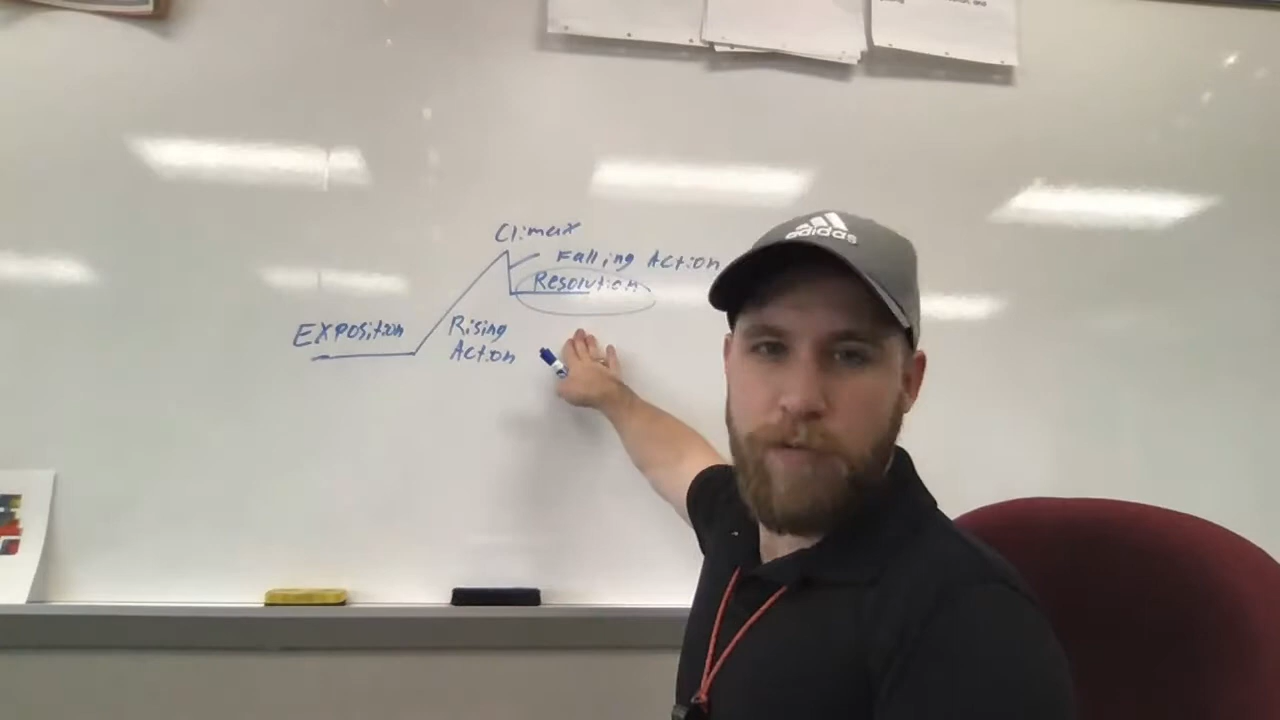 Climax
Falling Action
Resolution
Exposition
Rising
Action
adidas